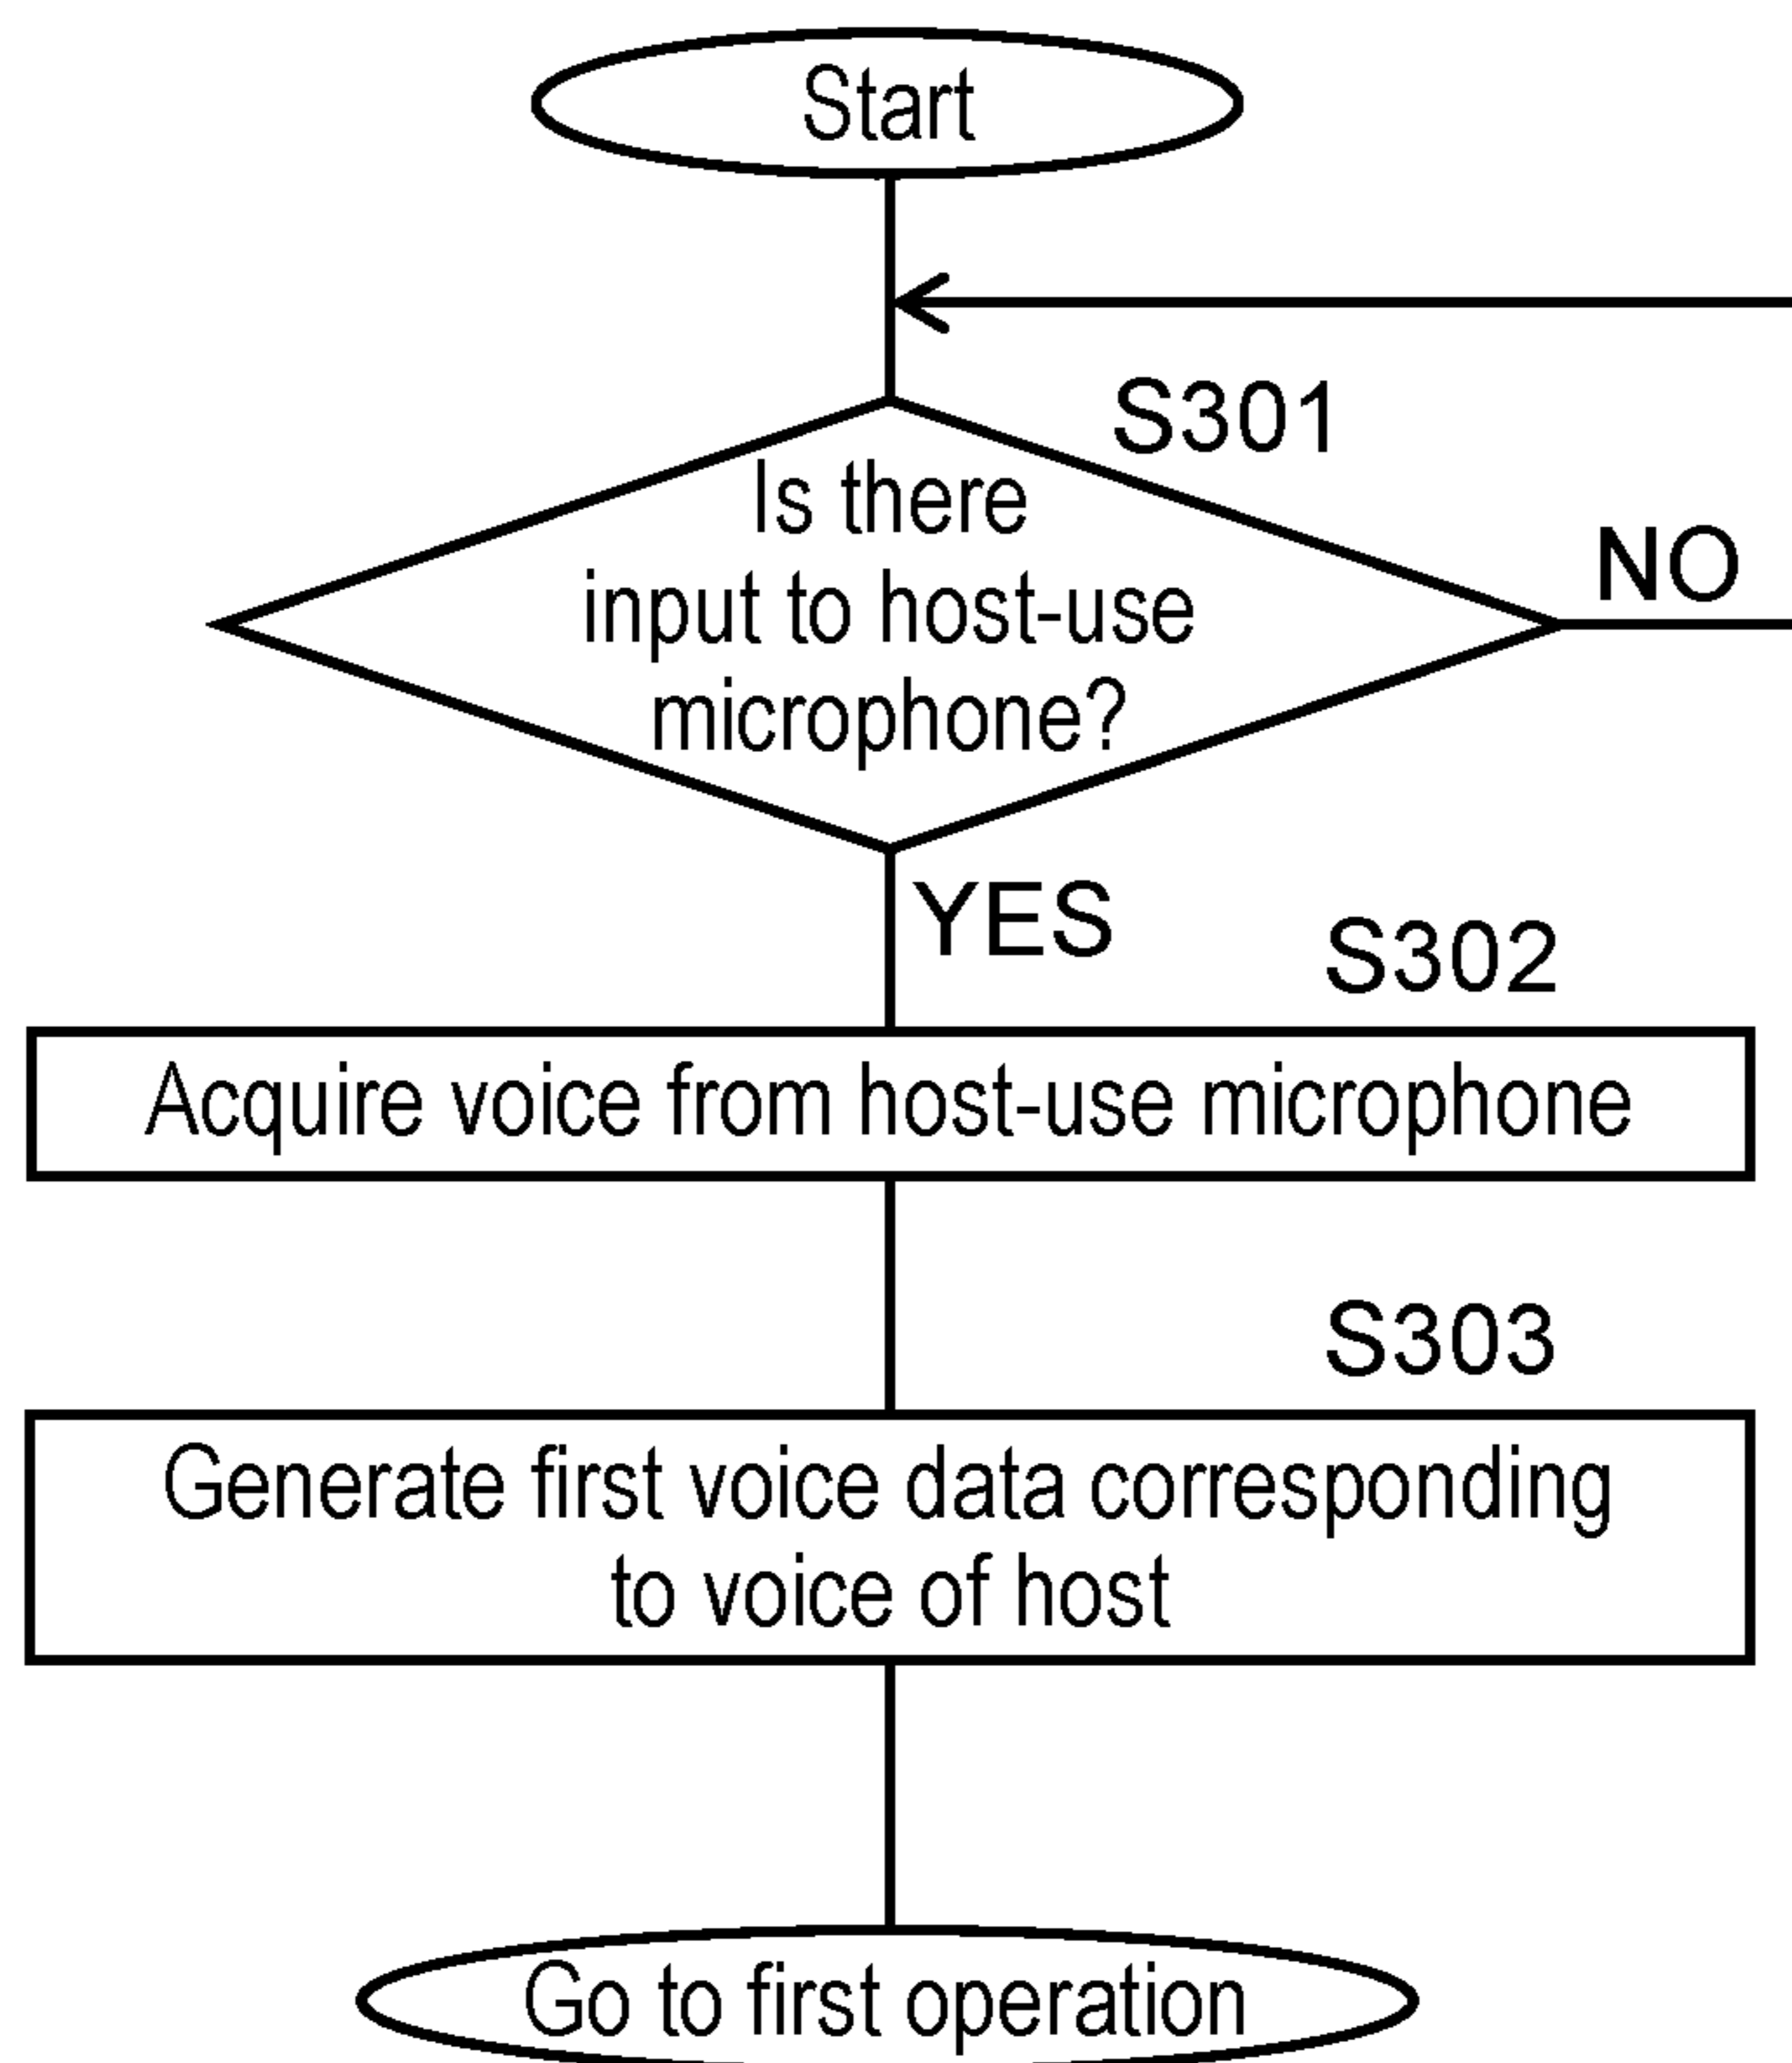 Start
S301
Is there
input to host-use
microphone?
NO
YES
S302
Acquire voice from host-use microphone
S303
Generate first voice data corresponding
to voice of host
Go to first operation